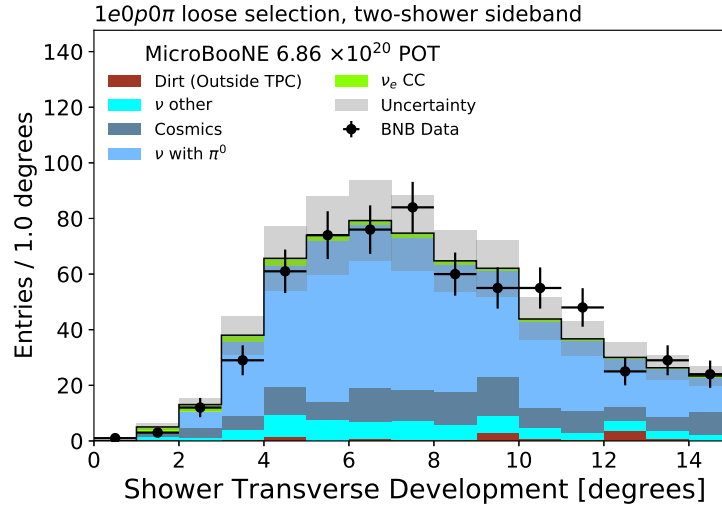 1e0p0π loose selection, two-shower sideband
MicroBooNE 6.86 ×10²⁰ POT
Dirt (Outside TPC)
ν other
Cosmics
ν with π⁰
νₑ CC
Uncertainty
BNB Data
Entries / 1.0 degrees
140
120
100
80
60
40
20
0
0 2 4 6 8 10 12 14
Shower Transverse Development [degrees]